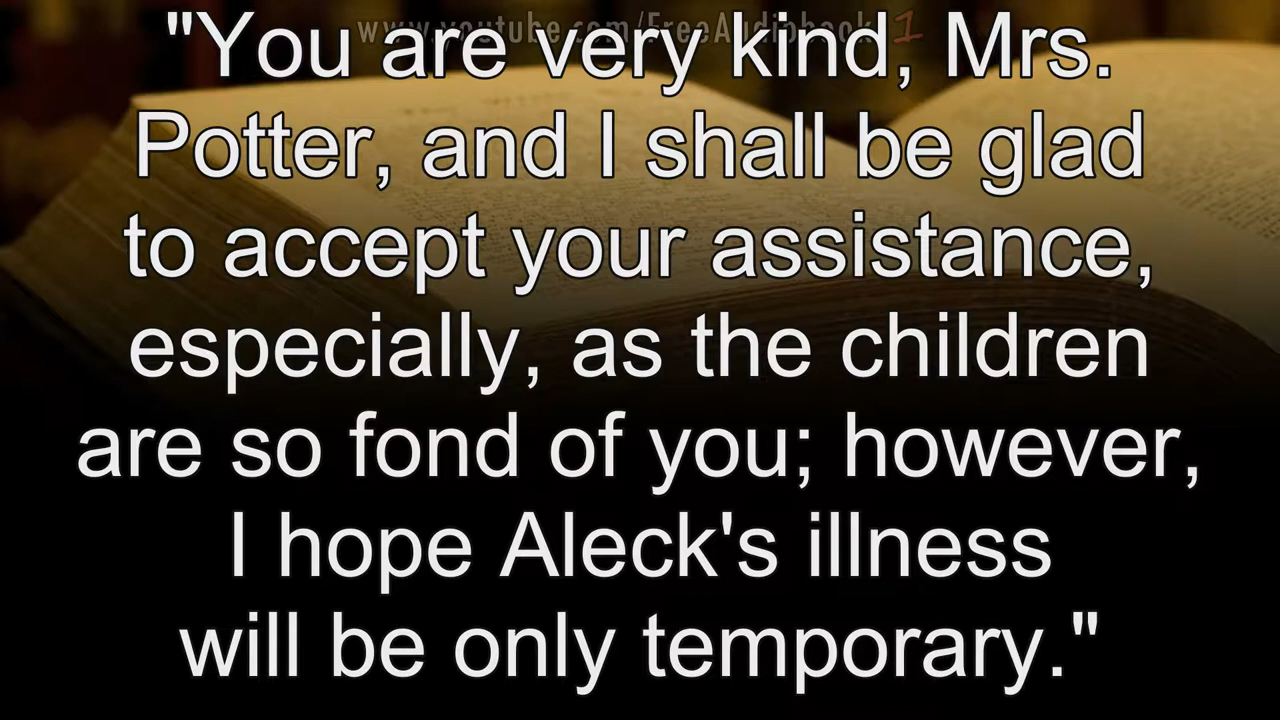 www.youtube.com/FreeAudiobook1
"You are very kind, Mrs.
Potter, and I shall be glad
to accept your assistance,
especially, as the children
are so fond of you; however,
I hope Aleck's illness
will be only temporary."